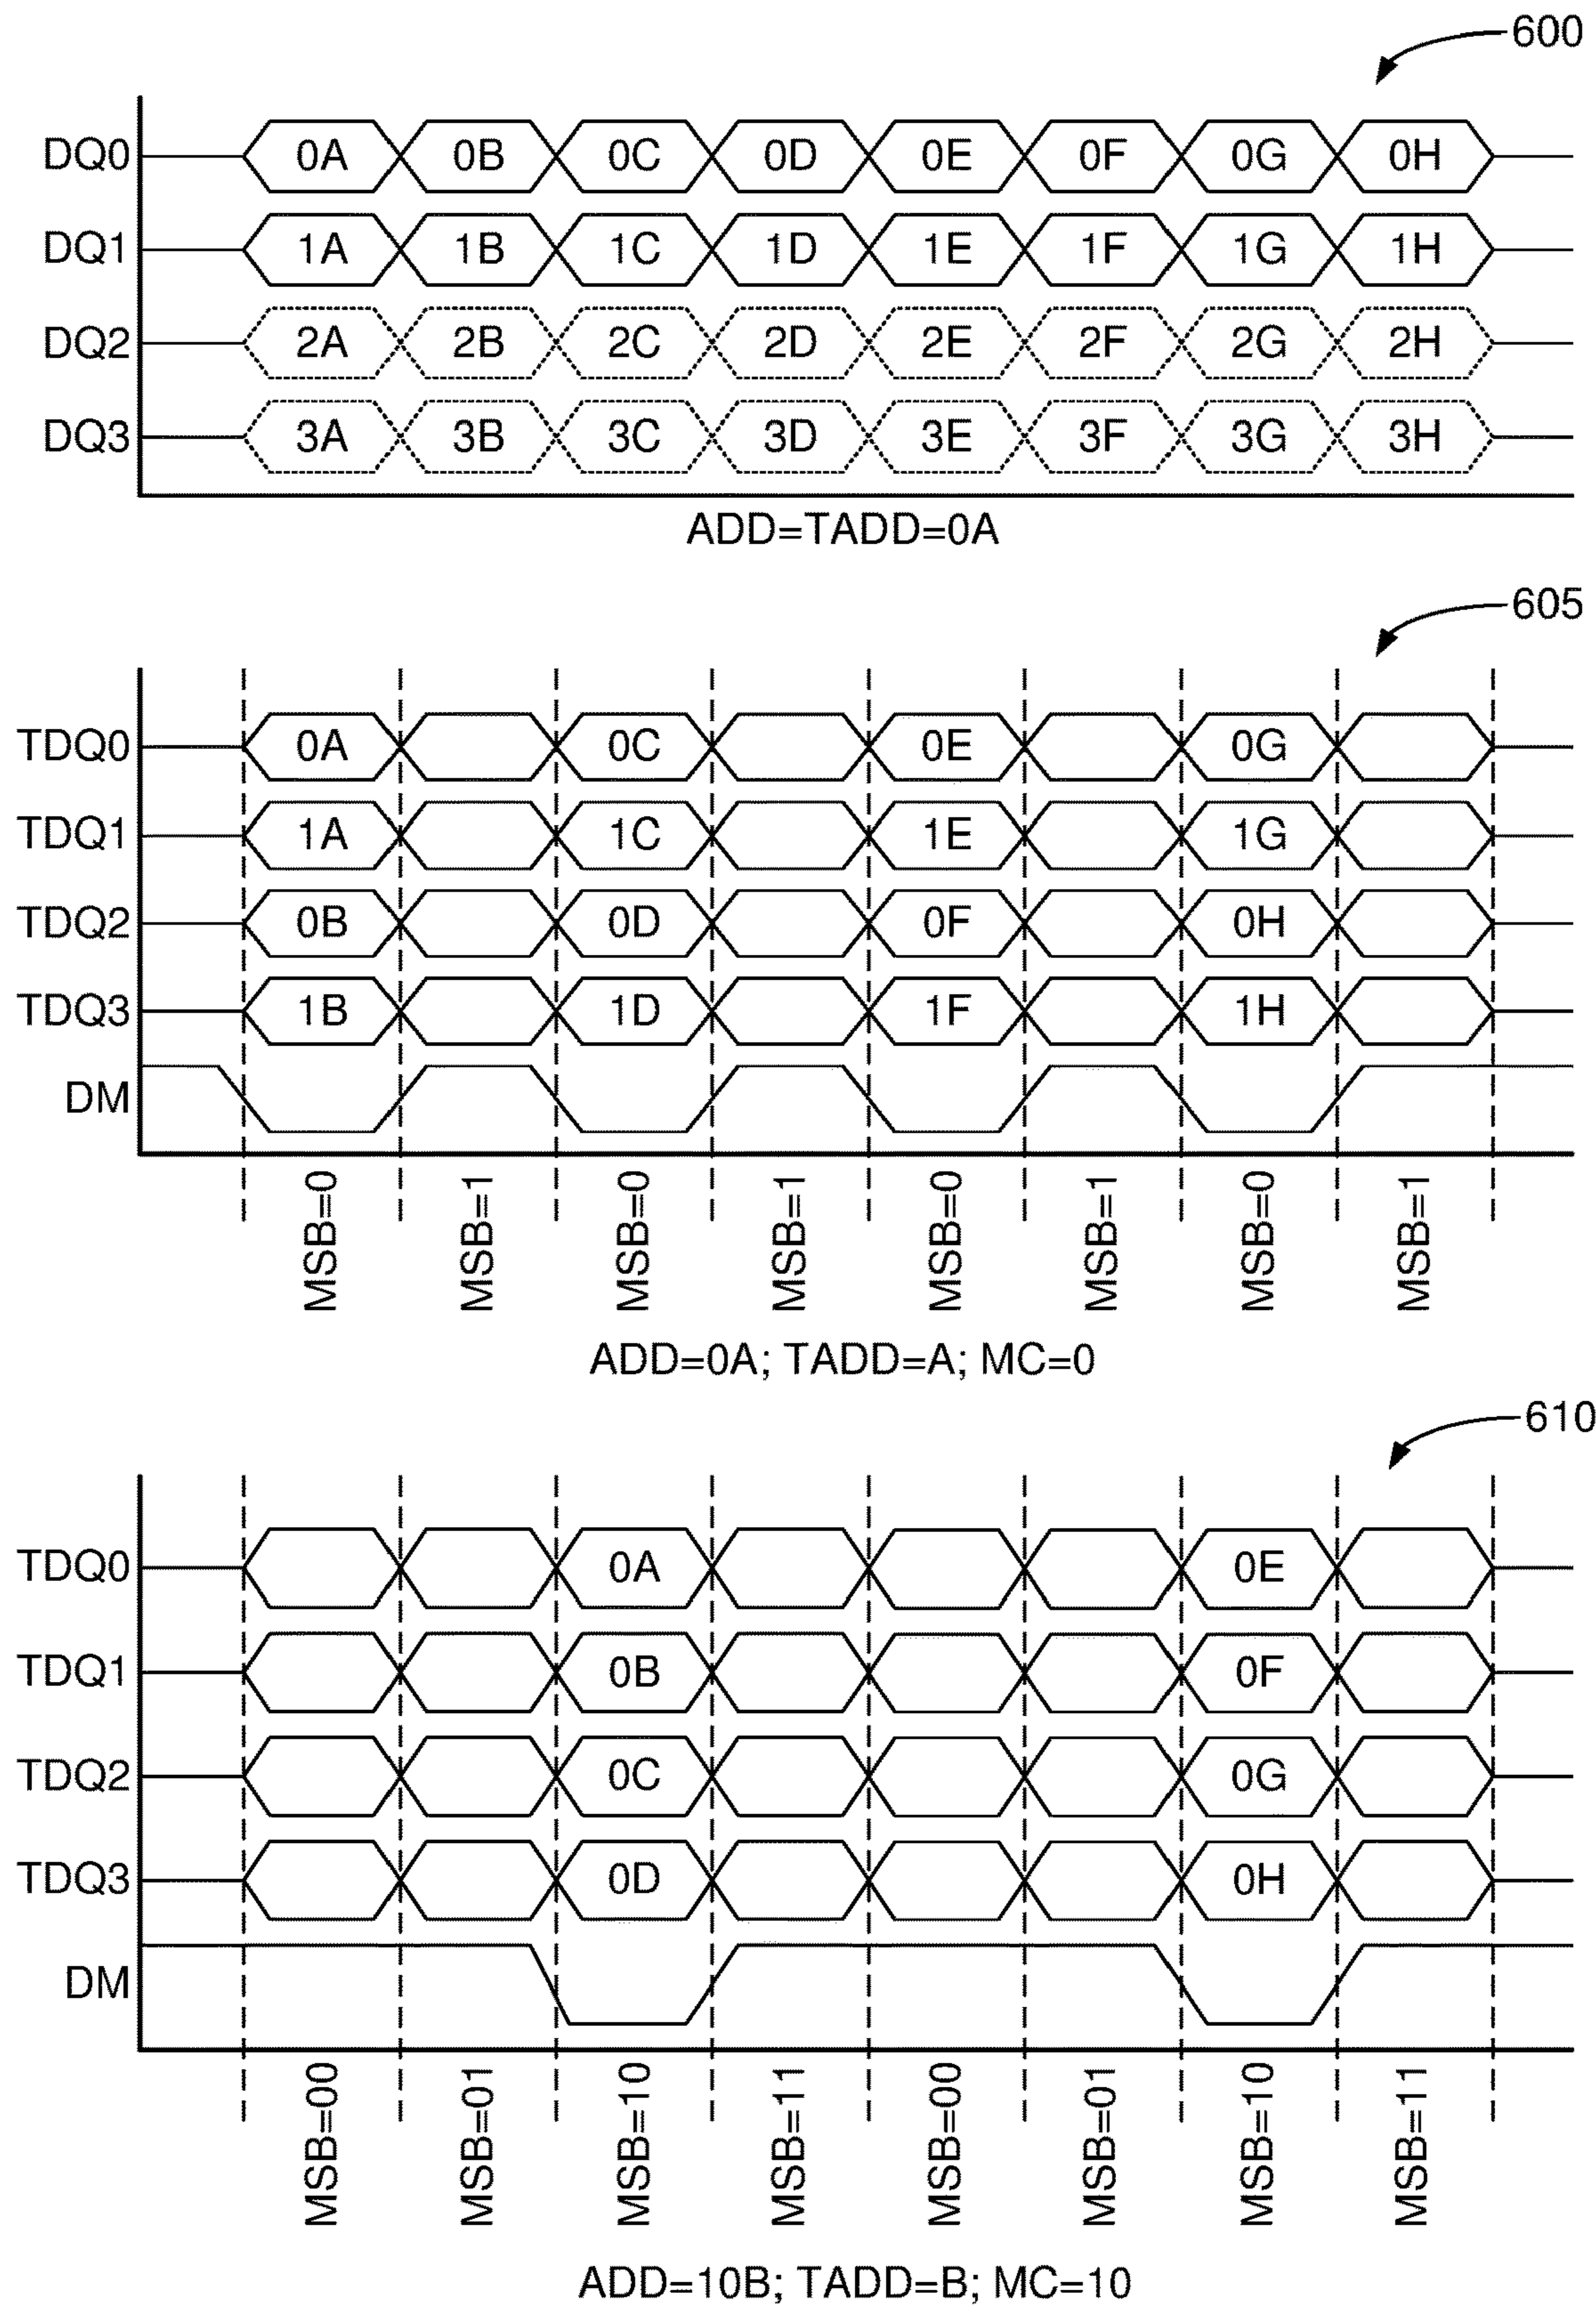 600
DQ0 0A 0B 0C 0D 0E 0F 0G 0H
DQ1 1A 1B 1C 1D 1E 1F 1G 1H
DQ2 2A 2B 2C 2D 2E 2F 2G 2H
DQ3 3A 3B 3C 3D 3E 3F 3G 3H
ADD=TADD=0A
605
TDQ0 0A 0C 0E 0G
TDQ1 1A 1C 1E 1G
TDQ2 0B 0D 0F 0H
TDQ3 1B 1D 1F 1H
DM
MSB=0 MSB=1 MSB=0 MSB=1 MSB=0 MSB=1 MSB=0 MSB=1
ADD=0A; TADD=A; MC=0
610
TDQ0 0A 0E
TDQ1 0B 0F
TDQ2 0C 0G
TDQ3 0D 0H
DM
MSB=00 MSB=01 MSB=10 MSB=11 MSB=00 MSB=01 MSB=10 MSB=11
ADD=10B; TADD=B; MC=10